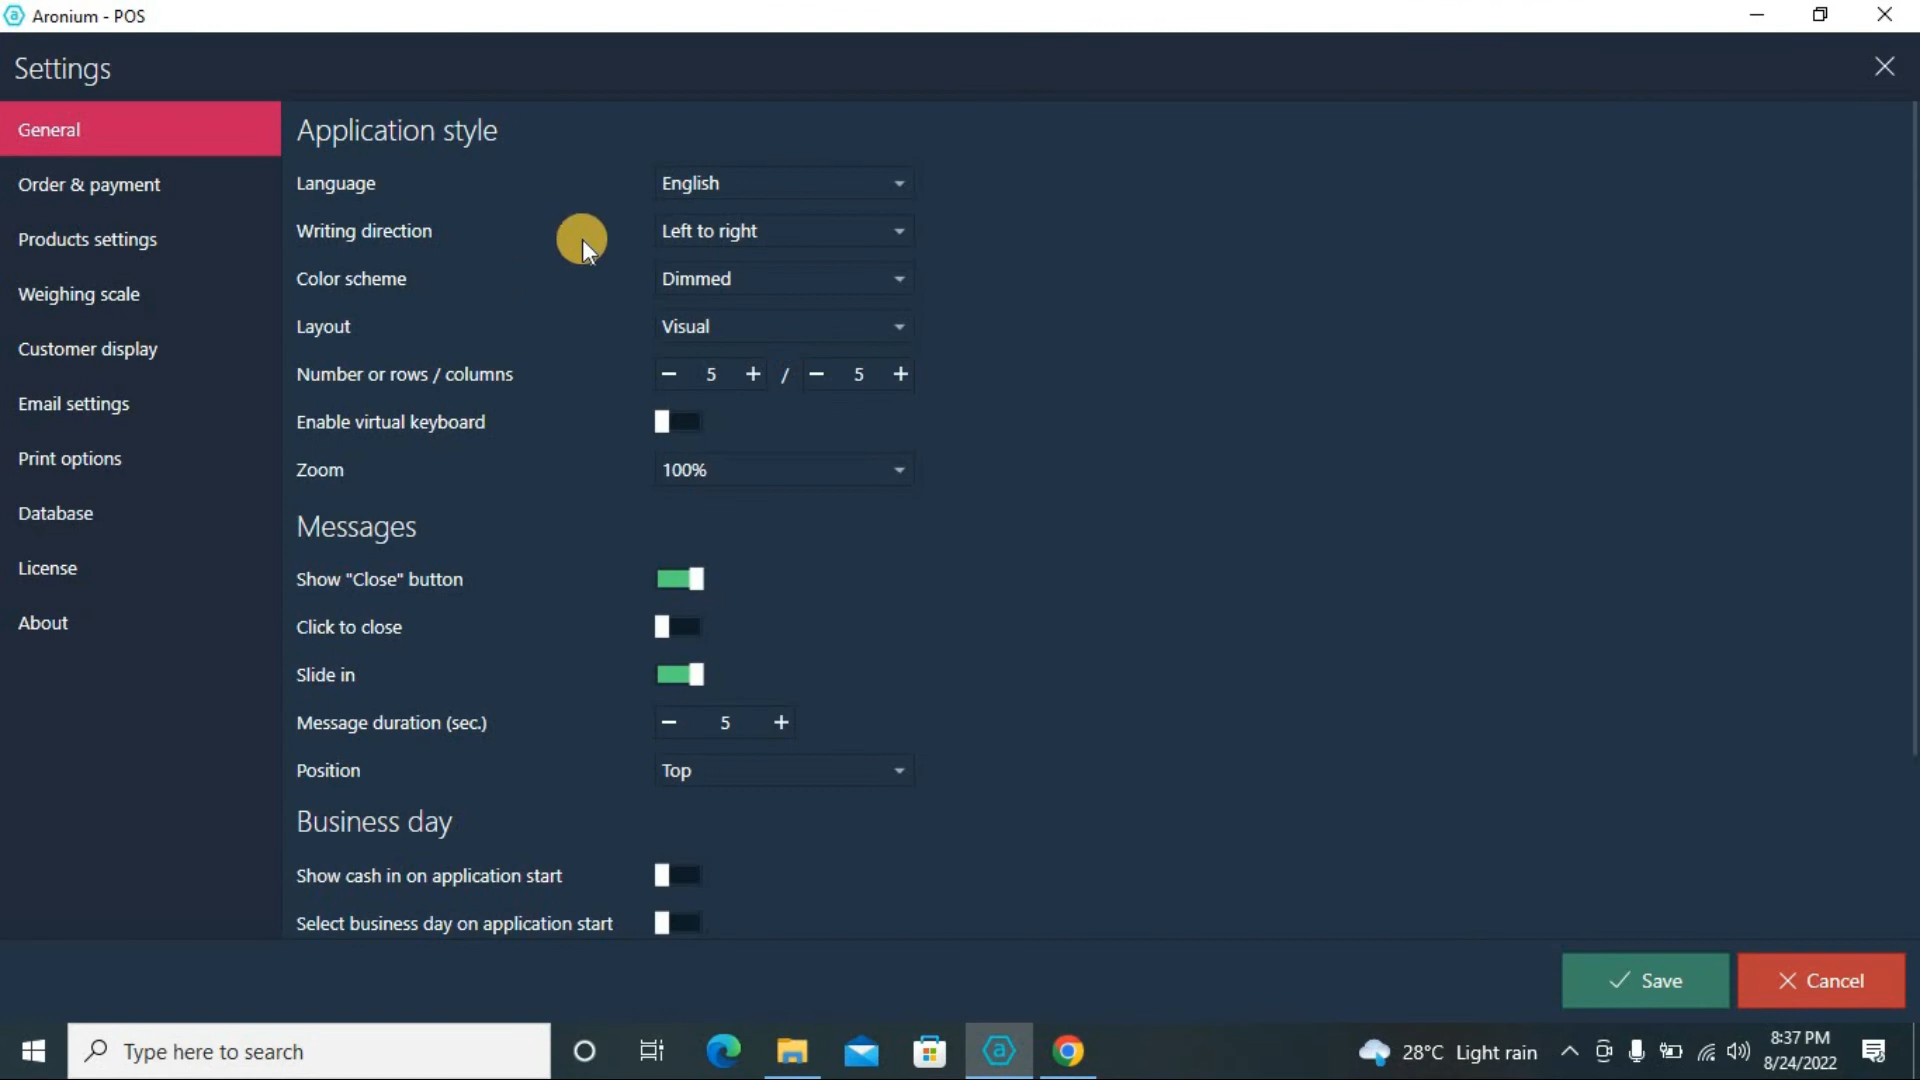 Aronium - POS
Settings
General
Order & payment
Products settings
Weighing scale
Customer display
Email settings
Print options
Database
License
About
Application style
Language English
Writing direction Left to right
Color scheme Dimmed
Layout Visual
Number or rows / columns 5 / 5
Enable virtual keyboard
Zoom 100%
Messages
Show "Close" button
Click to close
Slide in
Message duration (sec.) 5
Position Top
Business day
Show cash in on application start
Select business day on application start
Save Cancel
Type here to search
28°C Light rain
8:37 PM
8/24/2022